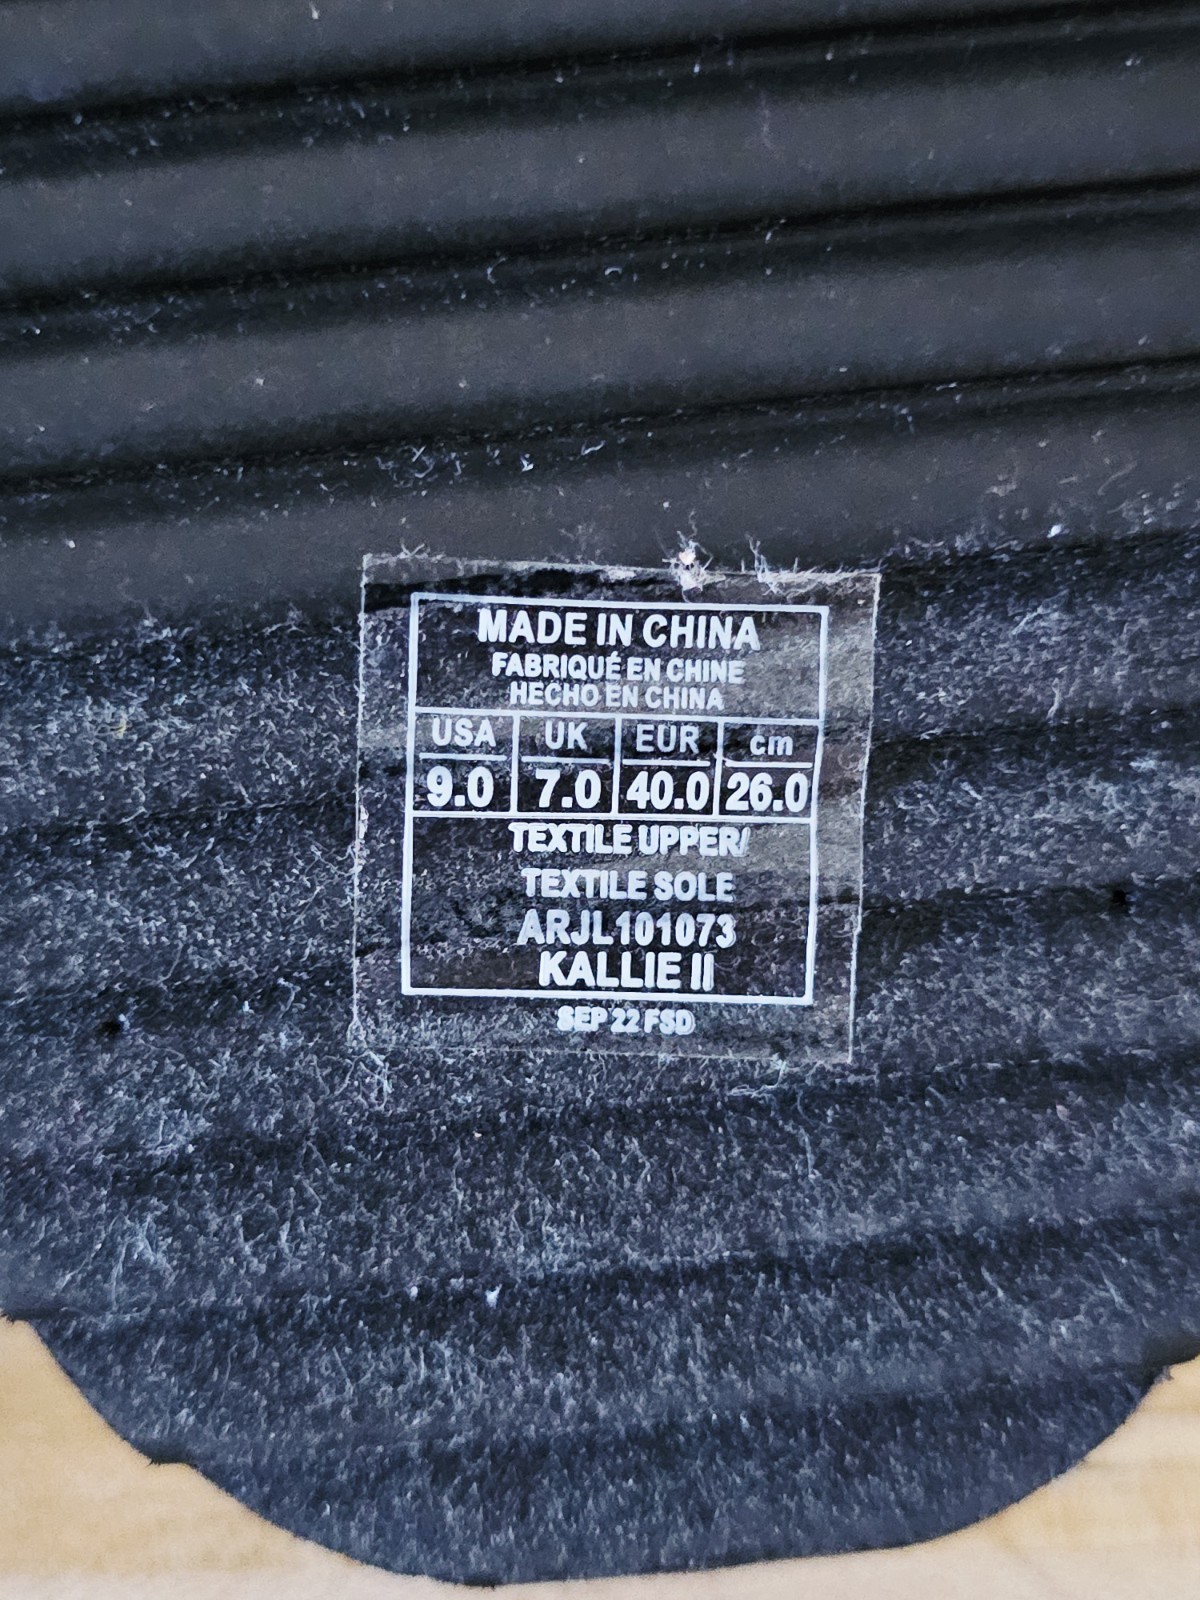 MADE IN CHINA
FABRIQUÉ EN CHINE
HECHO EN CHINA
USA UK EUR cm
9.0 7.0 40.0 26.0
TEXTILE UPPER/
TEXTILE SOLE
ARJL101073
KALLIE II
SEP 22 FSD